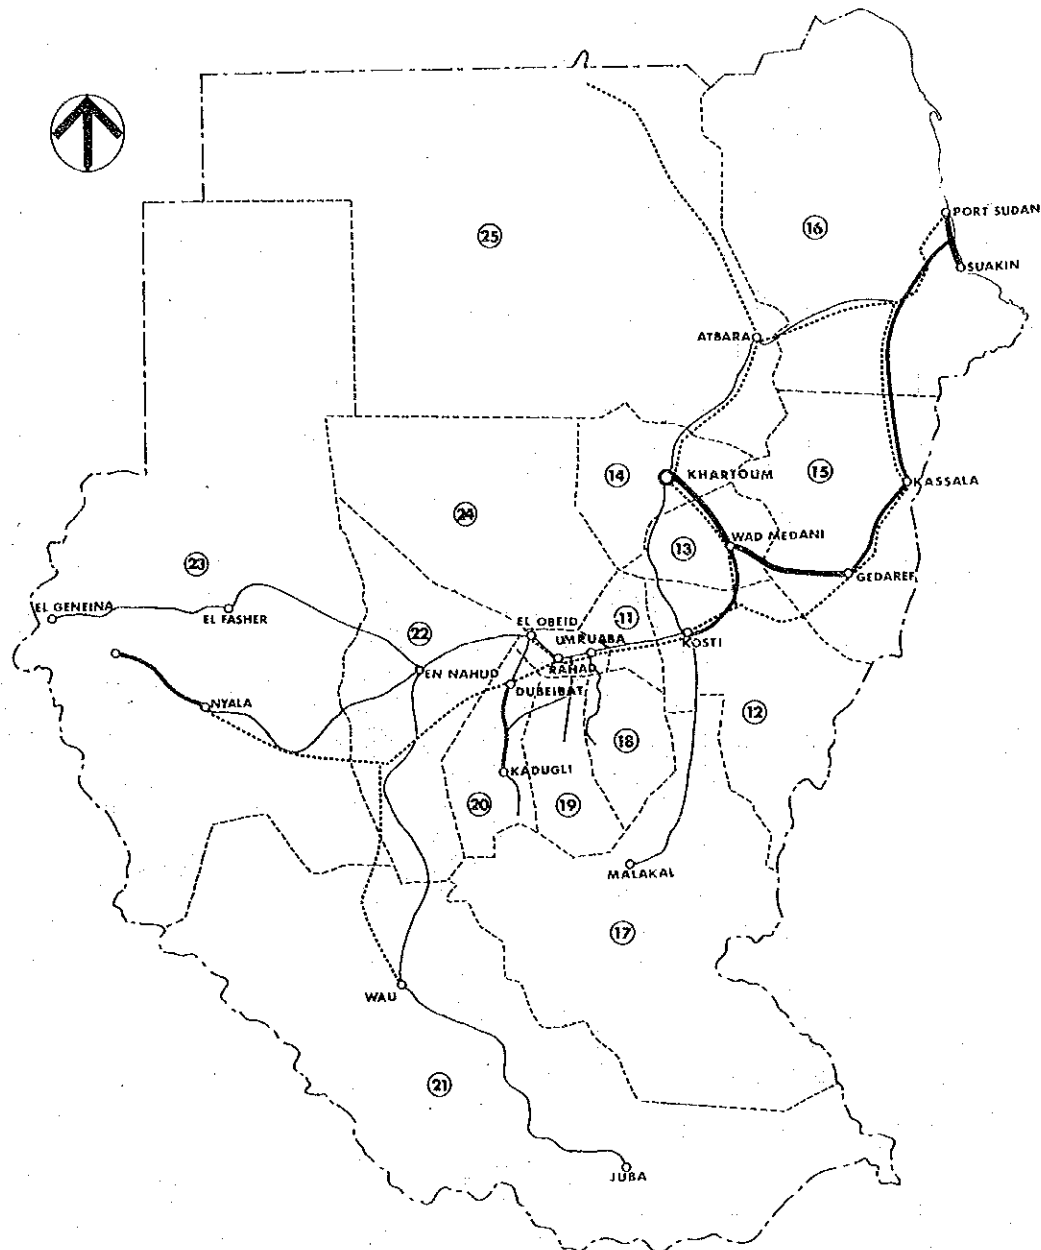 PORT SUDAN
25
16
SUAKIN
ATBARA
14
KHARTOUM
15
KASSALA
24
WAD MEDANI
13
23
GEDAREF
EL GENEINA
EL FASHER
11
EL OBEID
22
UMRUABA
KOSTI
RAHAD
EN NAHUD
DUBEIBAT
NYALA
12
18
KADUGLI
20
19
MALAKAL
17
WAU
21
JUBA